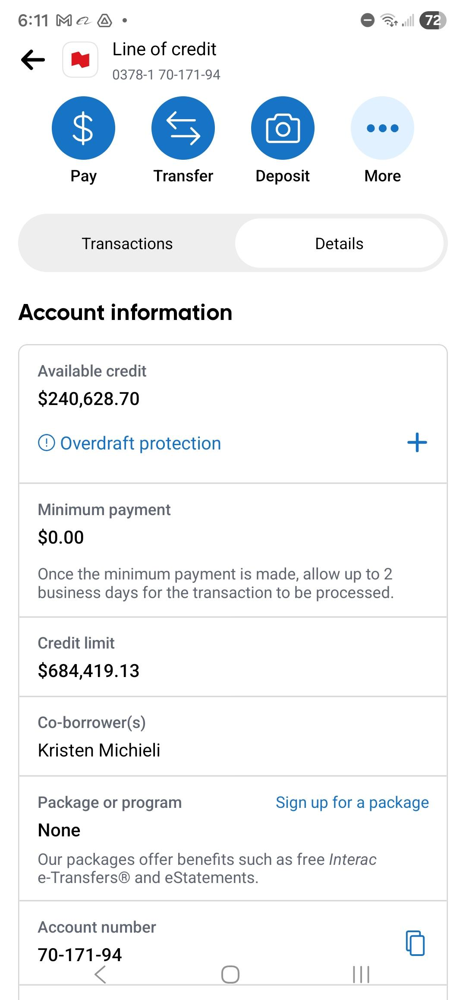 6:11
72
Line of credit
0378-1 70-171-94
Pay
Transfer
Deposit
More
Transactions
Details
Account information
Available credit
$240,628.70
Overdraft protection
Minimum payment
$0.00
Once the minimum payment is made, allow up to 2
business days for the transaction to be processed.
Credit limit
$684,419.13
Co-borrower(s)
Kristen Michieli
Package or program
Sign up for a package
None
Our packages offer benefits such as free Interac
e-Transfers® and eStatements.
Account number
70-171-94